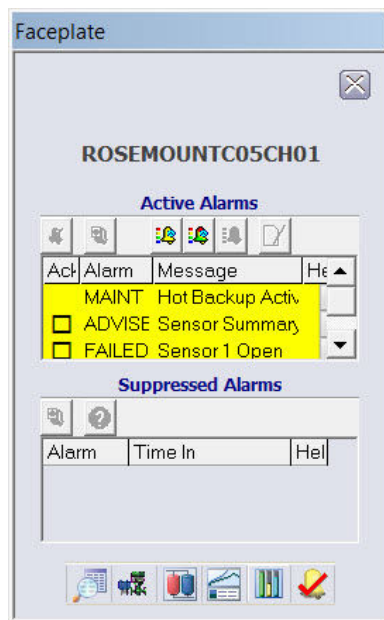 Faceplate
ROSEMOUNTC05CH01
Active Alarms
Ack Alarm Message He
MAINT Hot Backup Activ
ADVISE Sensor Summary
FAILED Sensor 1 Open
Suppressed Alarms
Alarm Time In Hel